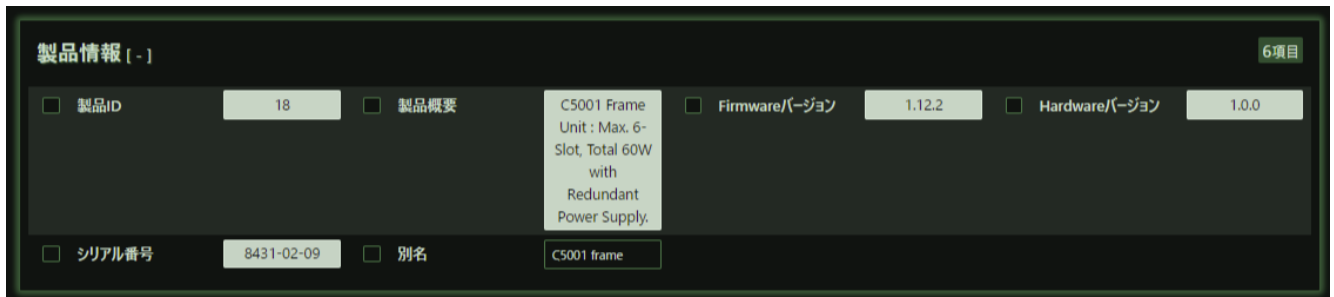 製品情報 [ - ]
6項目
製品ID
18
製品概要
C5001 Frame
Unit : Max. 6-
Slot, Total 60W
with
Redundant
Power Supply.
Firmwareバージョン
1.12.2
Hardwareバージョン
1.0.0
シリアル番号
8431-02-09
別名
C5001 frame